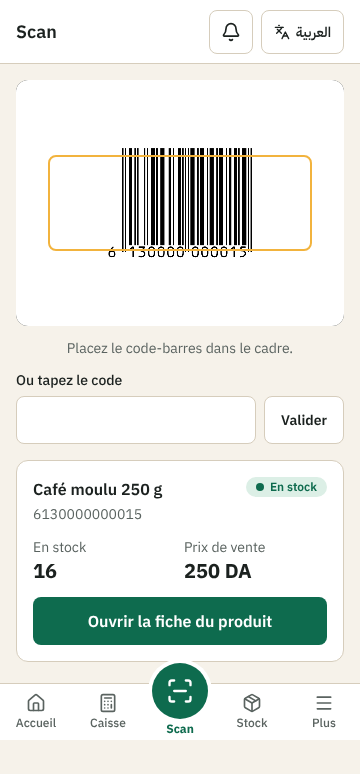 Scan
العربية
6 130000 000015
Placez le code-barres dans le cadre.
Ou tapez le code
Valider
Café moulu 250 g
En stock
6130000000015
En stock
Prix de vente
16
250 DA
Ouvrir la fiche du produit
Accueil
Caisse
Scan
Stock
Plus